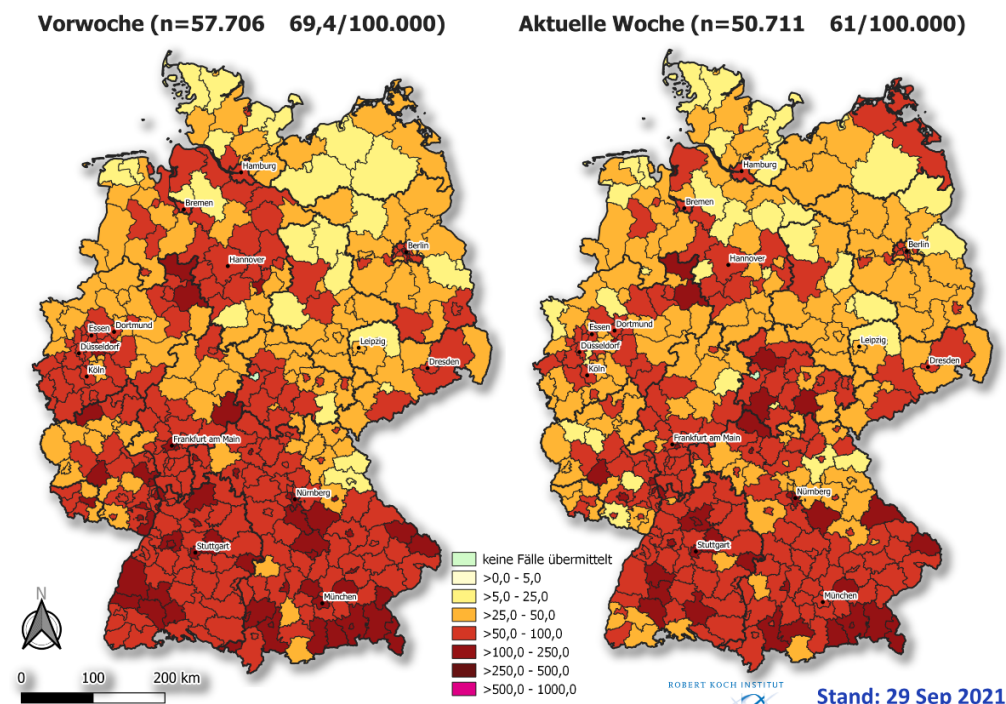 Vorwoche (n=57.706 69,4/100.000)
Aktuelle Woche (n=50.711 61/100.000)
Hamburg
Bremen
Berlin
Hannover
Essen
Dortmund
Düsseldorf
Köln
Leipzig
Dresden
Frankfurt am Main
Nürnberg
Stuttgart
München
Hamburg
Bremen
Berlin
Hannover
Essen
Dortmund
Düsseldorf
Köln
Leipzig
Dresden
Frankfurt am Main
Nürnberg
Stuttgart
München
keine Fälle übermittelt
>0,0 - 5,0
>5,0 - 25,0
>25,0 - 50,0
>50,0 - 100,0
>100,0 - 250,0
>250,0 - 500,0
>500,0 - 1000,0
N
0 100 200 km
ROBERT KOCH INSTITUT
Stand: 29 Sep 2021